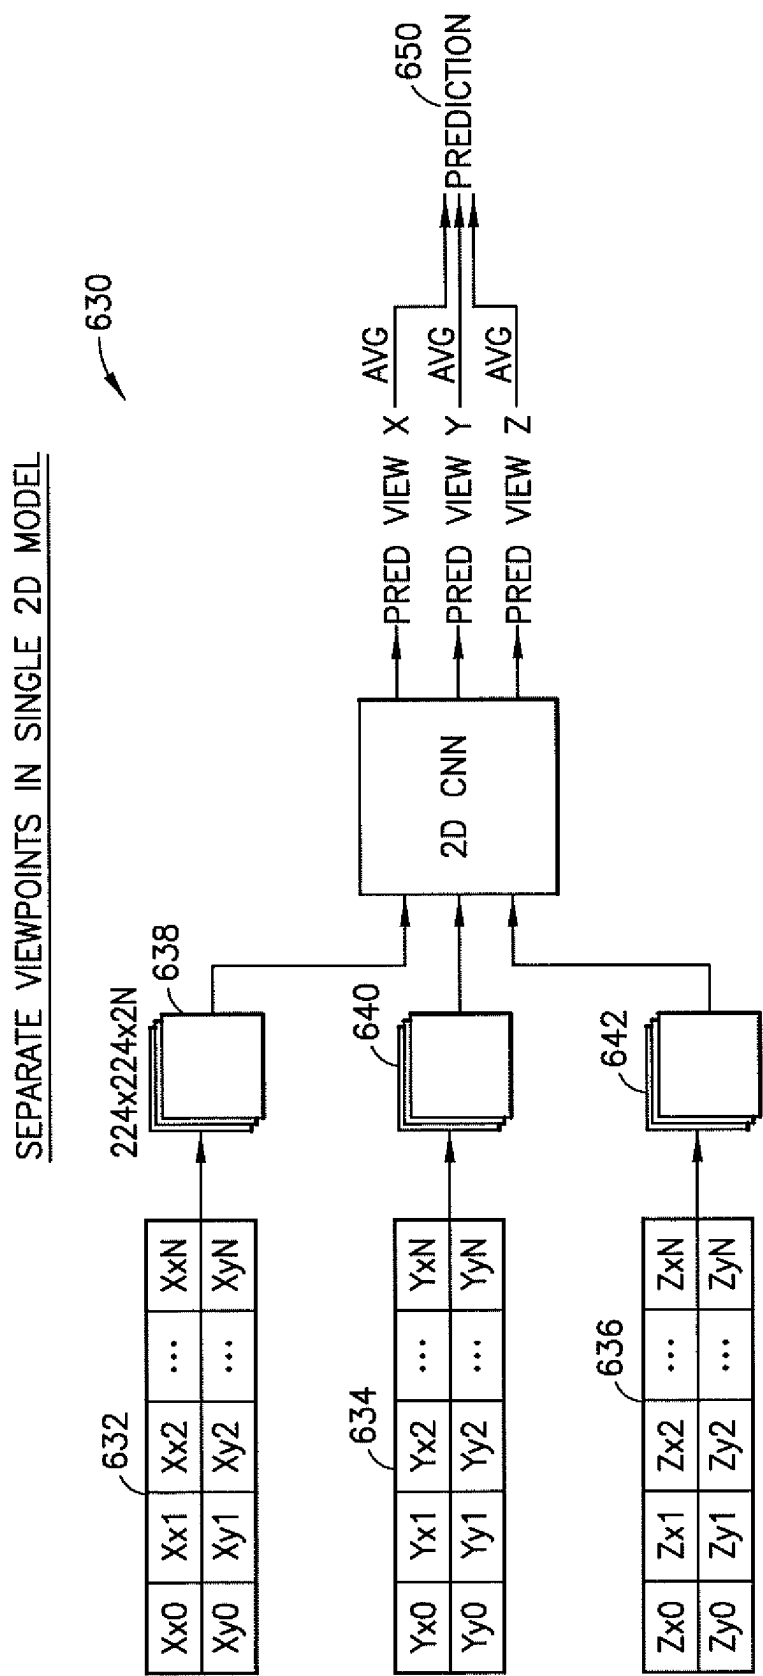 SEPARATE VIEWPOINTS IN SINGLE 2D MODEL
630
632
Xx0 Xx1 Xx2 ... XxN
Xy0 Xy1 Xy2 ... XyN
224x224x2N
638
634
Yx0 Yx1 Yx2 ... YxN
Yy0 Yy1 Yy2 ... YyN
640
636
Zx0 Zx1 Zx2 ... ZxN
Zy0 Zy1 Zy2 ... ZyN
642
2D CNN
PRED VIEW X AVG
PRED VIEW Y AVG
PRED VIEW Z AVG
650
PREDICTION